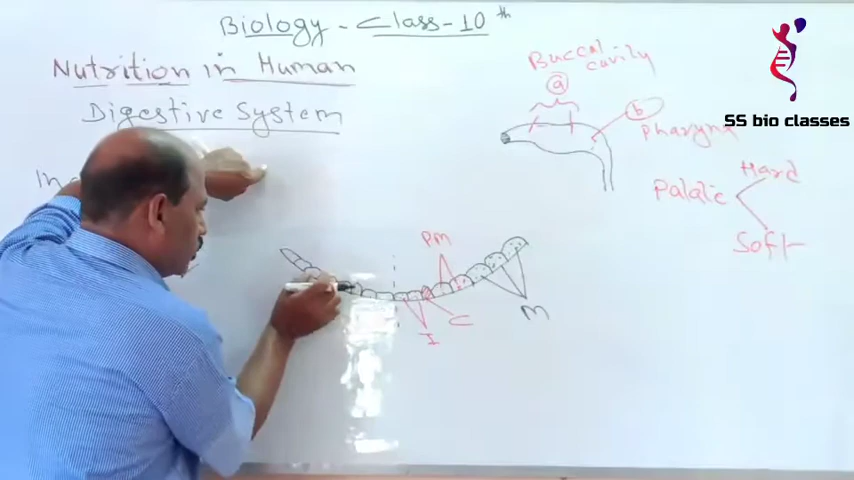 Biology - Class - 10th
Nutrition in Human
Digestive System
Buccal cavity
a
b
Pharynx
SS bio classes
Palate
Hard
Soft
PM
M
C
I